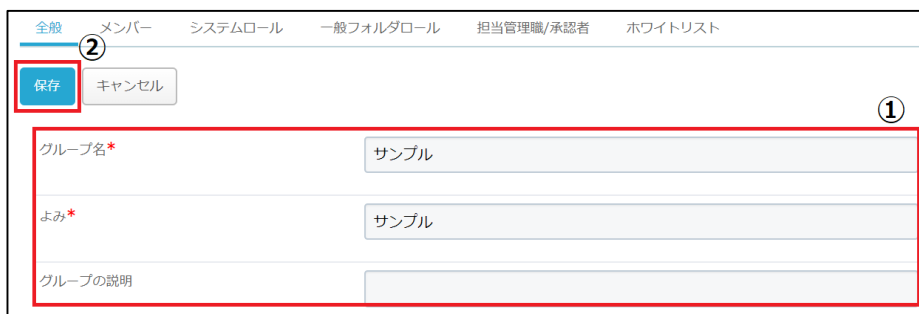 全般 メンバー システムロール 一般フォルダロール 担当管理職/承認者 ホワイトリスト
②
保存 キャンセル
①
グループ名* サンプル
よみ* サンプル
グループの説明